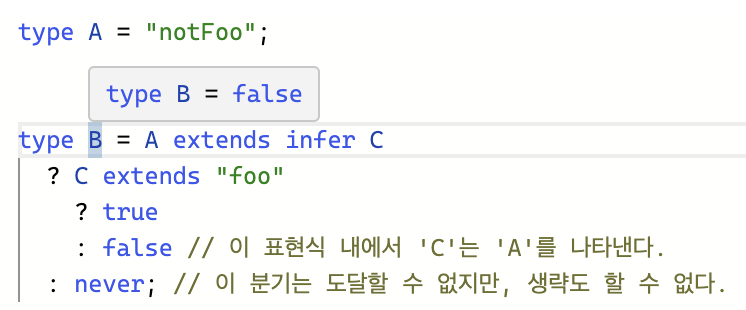 type A = "notFoo";
type B = false
type B = A extends infer C
? C extends "foo"
? true
: false // 이 표현식 내에서 'C'는 'A'를 나타낸다.
: never; // 이 분기는 도달할 수 없지만, 생략도 할 수 없다.